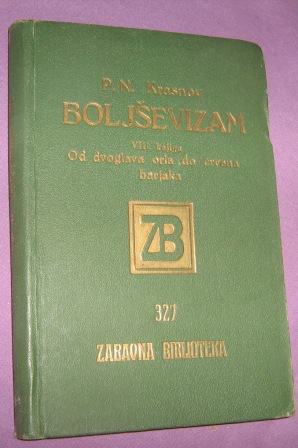 P. N. Krasnov
BOLJŠEVIZAM
VIII. knjiga
Od dvoglava orla do crvena
barjaka
ZB
327
ZABAVNA BIBLIOTEKA